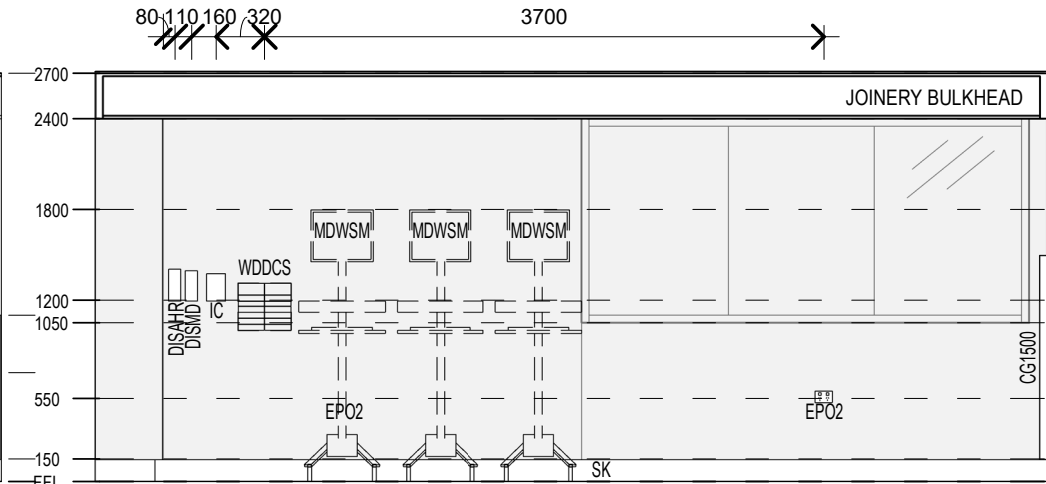 80 110 160 320 3700
2700
JOINERY BULKHEAD
2400
1800
MDWSM MDWSM MDWSM
WDDCS
1200
IC
DISAHR
DISMD
1050
CG1500
550
EPO2 EPO2
150
SK
FFL